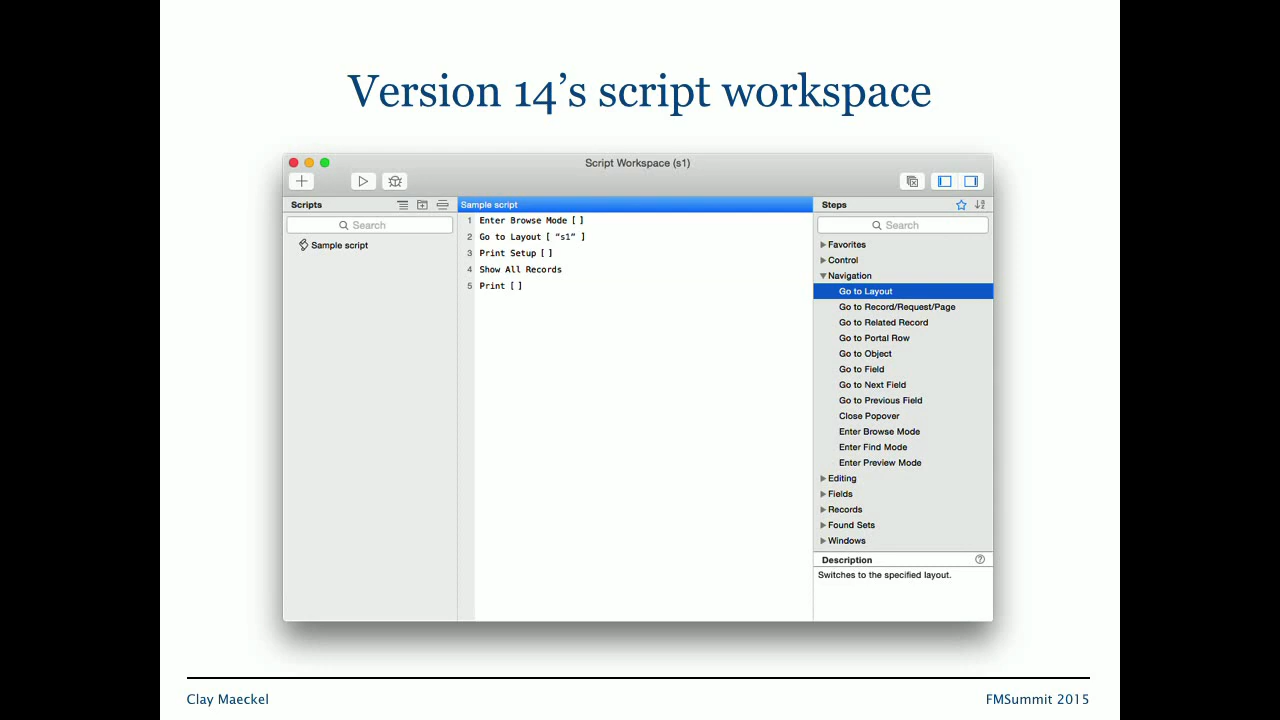 Version 14's script workspace
Script Workspace (s1)
Scripts
Search
Sample script
Sample script
1 Enter Browse Mode [ ]
2 Go to Layout [ “s1” ]
3 Print Setup [ ]
4 Show All Records
5 Print [ ]
Steps
Search
Favorites
Control
Navigation
Go to Layout
Go to Record/Request/Page
Go to Related Record
Go to Portal Row
Go to Object
Go to Field
Go to Next Field
Go to Previous Field
Close Popover
Enter Browse Mode
Enter Find Mode
Enter Preview Mode
Editing
Fields
Records
Found Sets
Windows
Description
Switches to the specified layout.
Clay Maeckel
FMSummit 2015